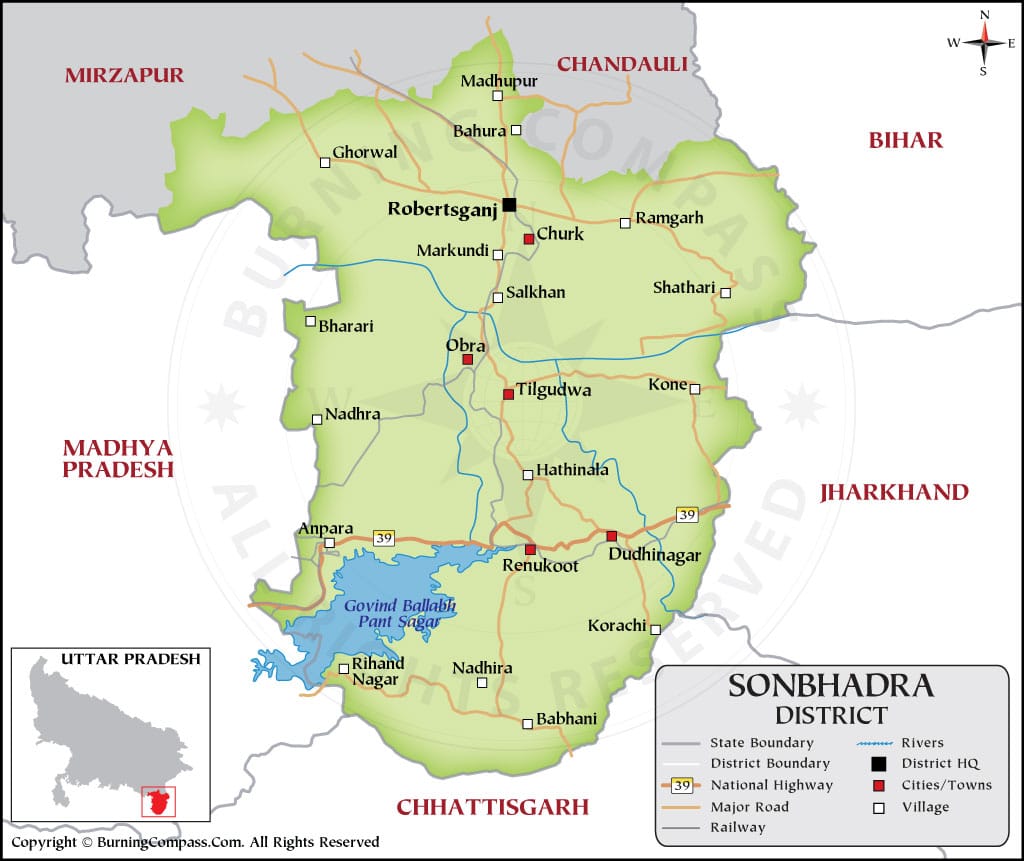 N
W E
S
MIRZAPUR
CHANDAULI
BIHAR
Madhupur
Bahura
Ghorwal
Robertsganj
Ramgarh
Churk
Markundi
Shathari
Salkhan
Bharari
Obra
Tilgudwa
Kone
Nadhra
MADHYA
PRADESH
Hathinala
JHARKHAND
39
Anpara
39
Dudhinagar
Renukoot
Govind Ballabh
Pant Sagar
Korachi
Rihand
Nagar
Nadhira
Babhani
CHHATTISGARH
UTTAR PRADESH
SONBHADRA
DISTRICT
State Boundary
Rivers
District Boundary
District HQ
39 National Highway
Cities/Towns
Major Road
Village
Railway
Copyright © BurningCompass.Com. All Rights Reserved
BURNING COMPASS
ALL RIGHTS RESERVED
N
W E
S